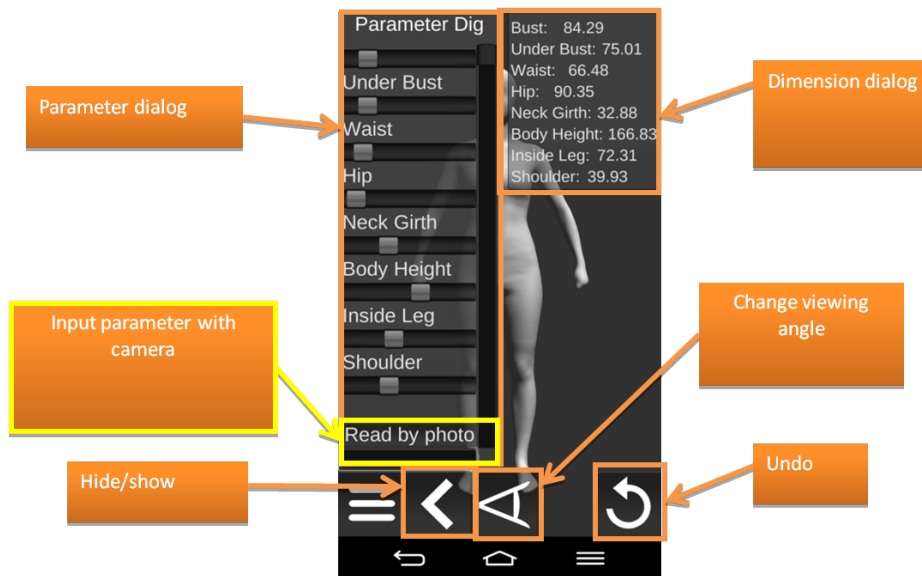 Parameter Dig
Under Bust
Waist
Hip
Neck Girth
Body Height
Inside Leg
Shoulder
Read by photo
Bust: 84.29
Under Bust: 75.01
Waist: 66.48
Hip: 90.35
Neck Girth: 32.88
Body Height: 166.83
Inside Leg: 72.31
Shoulder: 39.93
Parameter dialog
Dimension dialog
Input parameter with
camera
Change viewing
angle
Hide/show
Undo